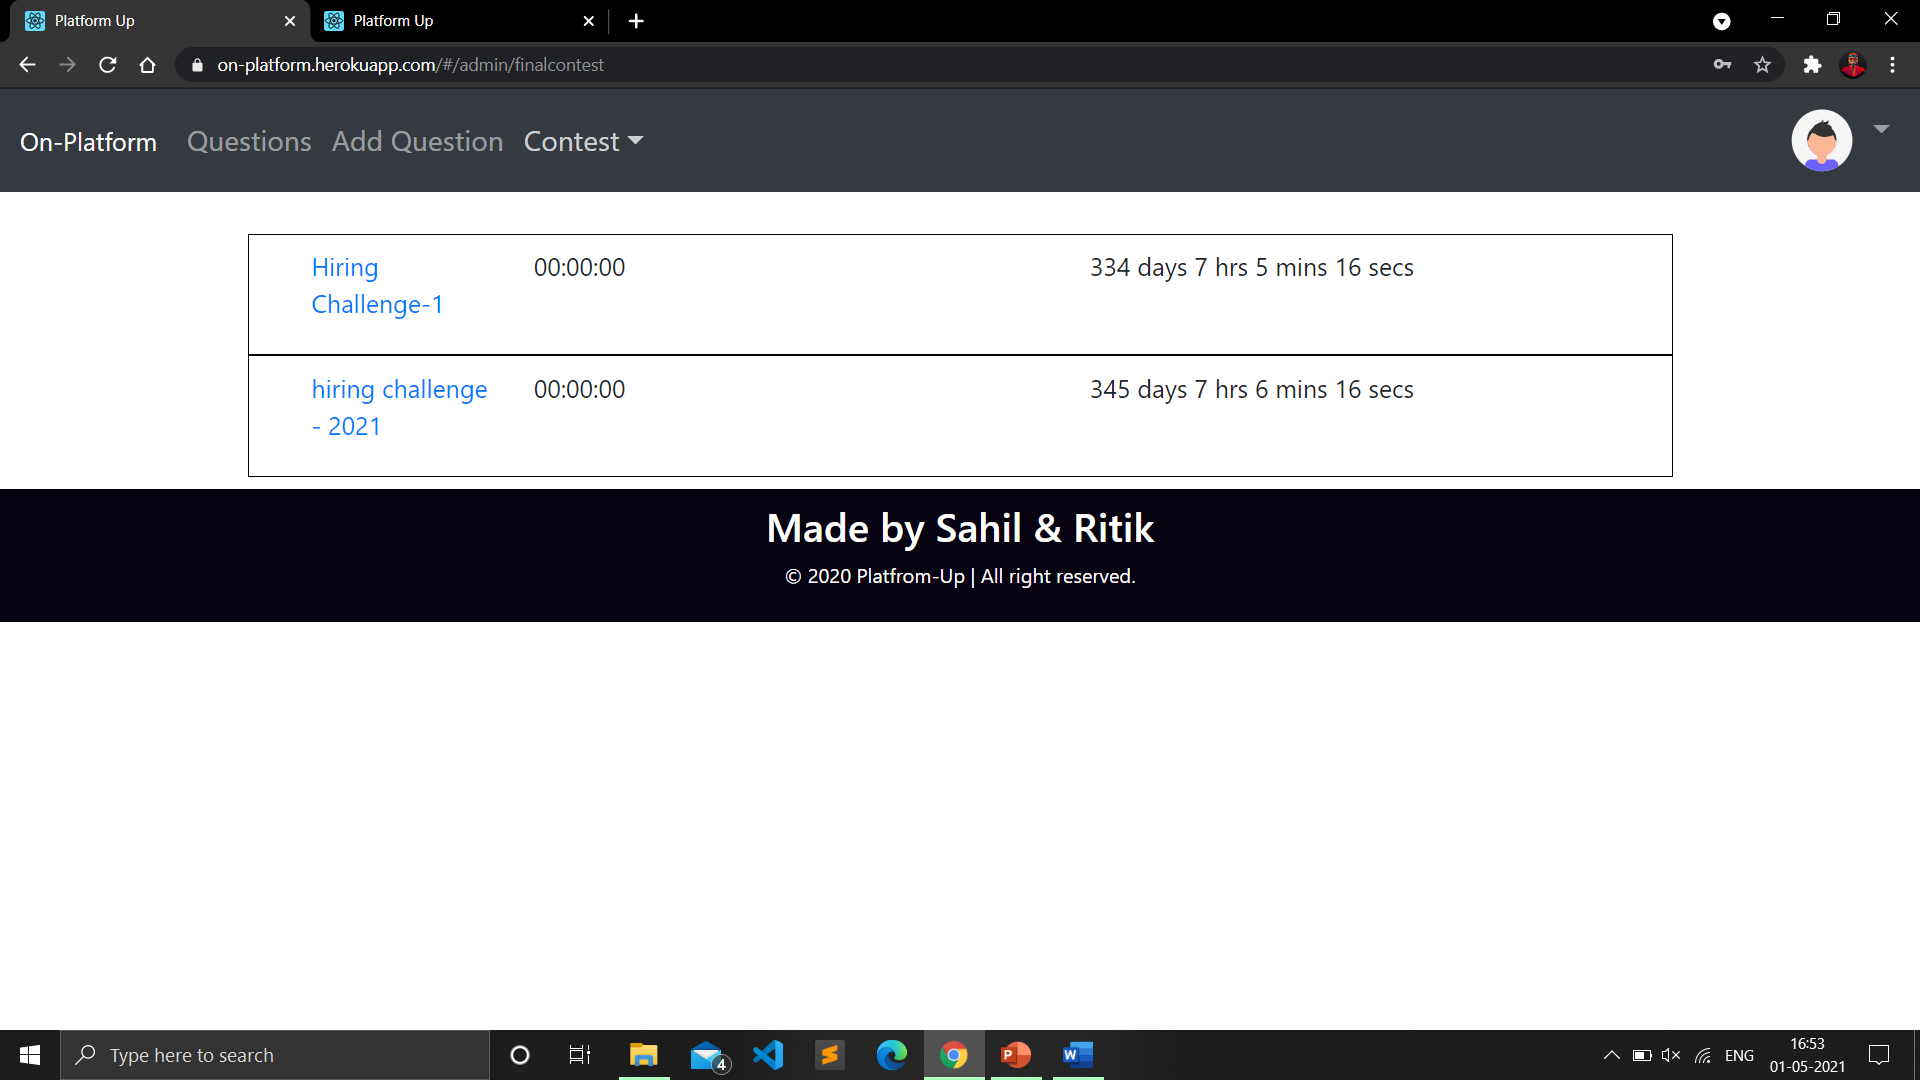 Platform Up
Platform Up
on-platform.herokuapp.com/#/admin/finalcontest
On-Platform Questions Add Question Contest
Hiring 00:00:00 334 days 7 hrs 5 mins 16 secs
Challenge-1
hiring challenge 00:00:00 345 days 7 hrs 6 mins 16 secs
- 2021
Made by Sahil & Ritik
© 2020 Platfrom-Up | All right reserved.
Type here to search
4
P
W
ENG
16:53
01-05-2021